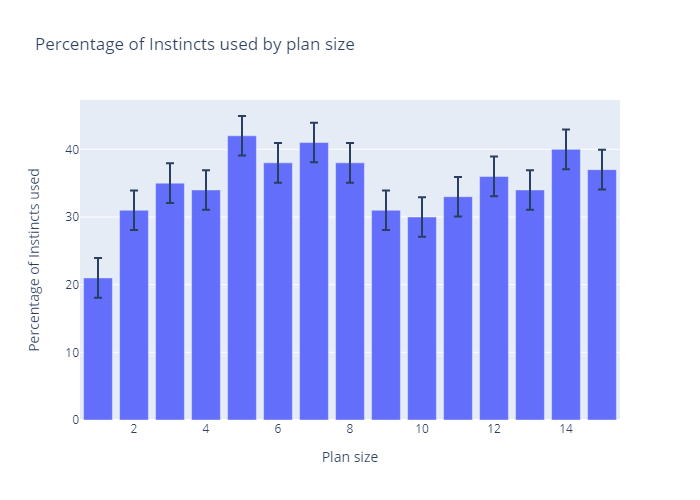 Percentage of Instincts used by plan size
Percentage of Instincts used
40
30
20
10
0
2 4 6 8 10 12 14
Plan size